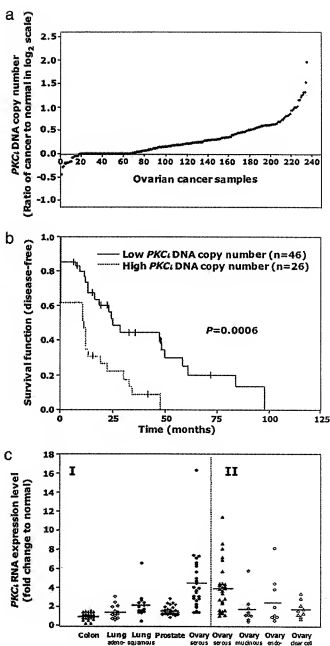 a
PKCι DNA copy number
(Ratio of cancer to normal in log2 scale)
2.5
2.0
1.5
1.0
0.5
0.0
-0.5
-1.0
0 20 40 60 80 100 120 140 160 180 200 220 240
Ovarian cancer samples
b
Survival function (disease-free)
1.0
0.8
0.6
0.4
0.2
0.0
Low PKCι DNA copy number (n=46)
High PKCι DNA copy number (n=26)
P=0.0006
0 25 50 75 100 125
Time (months)
c
PKCι RNA expression level
(fold change to normal)
18
16
14
12
10
8
6
4
2
0
I
II
Colon Lung Lung Prostate Ovary Ovary Ovary Ovary Ovary
adeno- squamous serous serous mucinous endo- clear cell